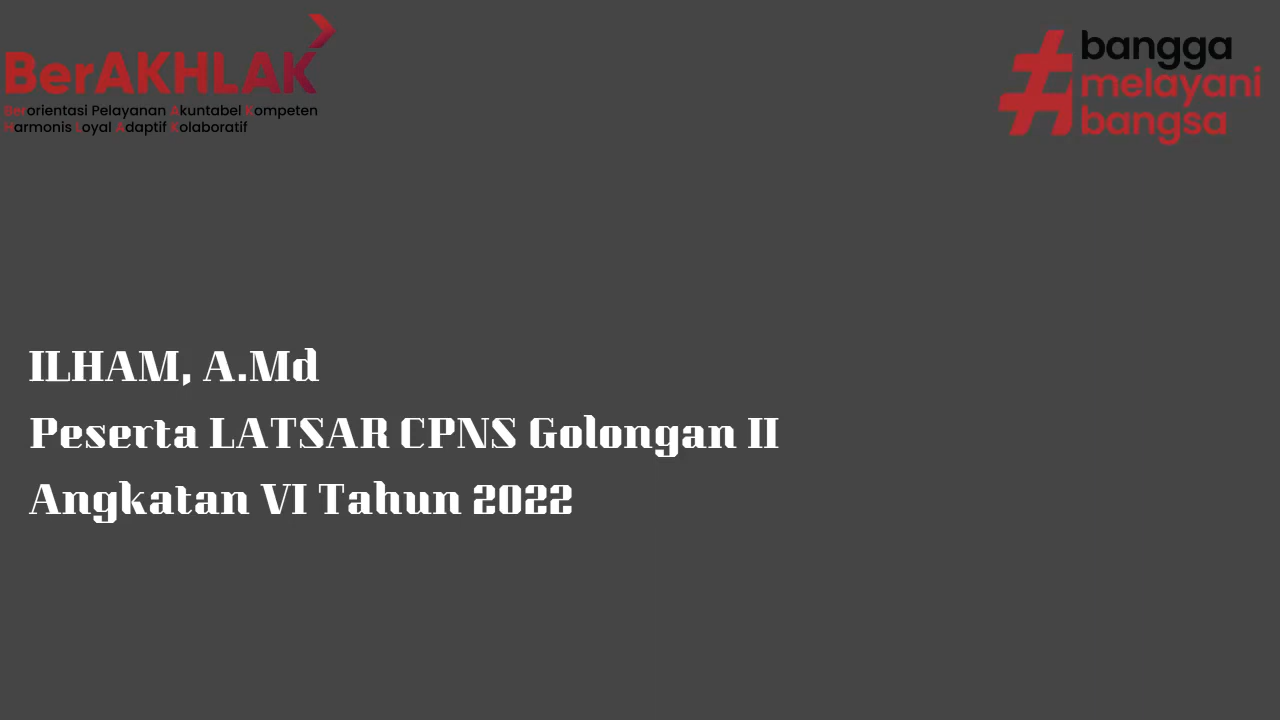 BerAKHLAK
Berorientasi Pelayanan Akuntabel Kompeten
Harmonis Loyal Adaptif Kolaboratif
#bangga
melayani
bangsa
ILHAM, A.Md
Peserta LATSAR CPNS Golongan II
Angkatan VI Tahun 2022